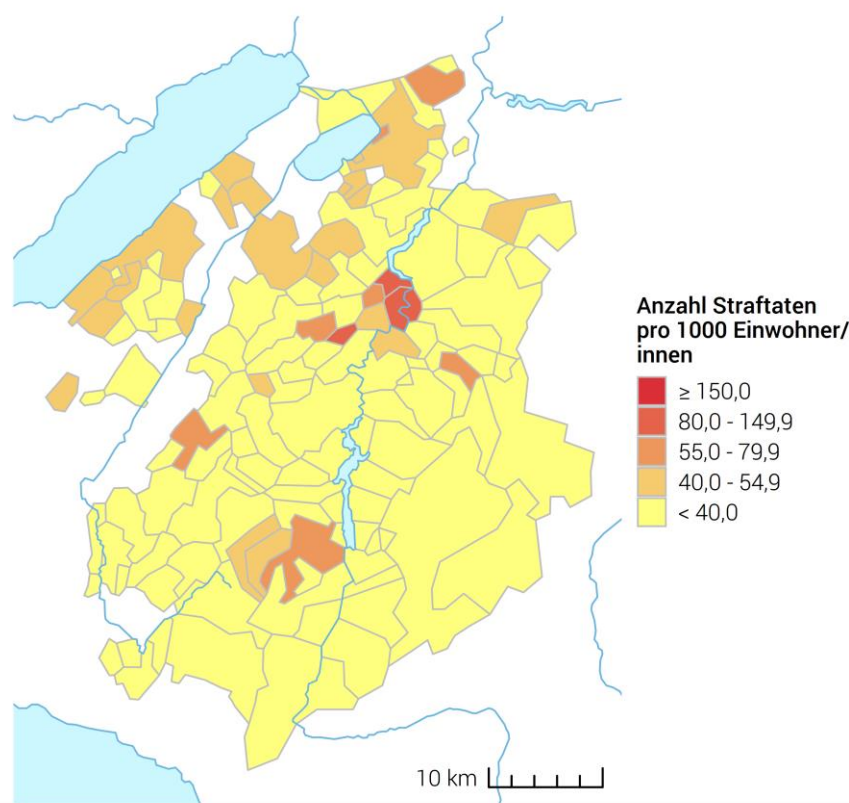 Anzahl Straftaten
pro 1000 Einwohner/
innen
≥ 150,0
80,0 - 149,9
55,0 - 79,9
40,0 - 54,9
< 40,0
10 km